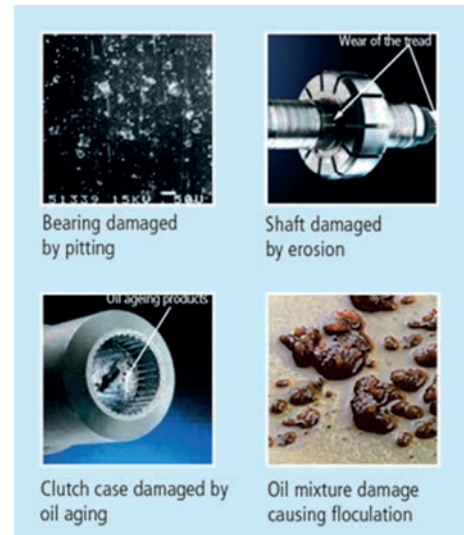 Wear of the tread
51339 15KV 50U
Bearing damaged
by pitting
Shaft damaged
by erosion
Oil ageing products
Clutch case damaged by
oil aging
Oil mixture damage
causing floculation